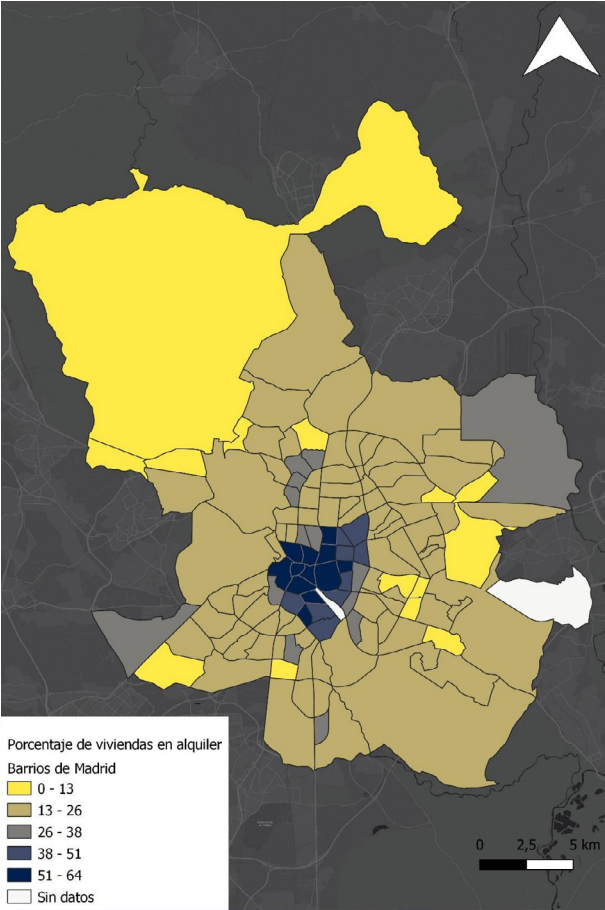 Porcentaje de viviendas en alquiler
Barrios de Madrid
0 - 13
13 - 26
26 - 38
38 - 51
51 - 64
Sin datos
0 2,5 5 km